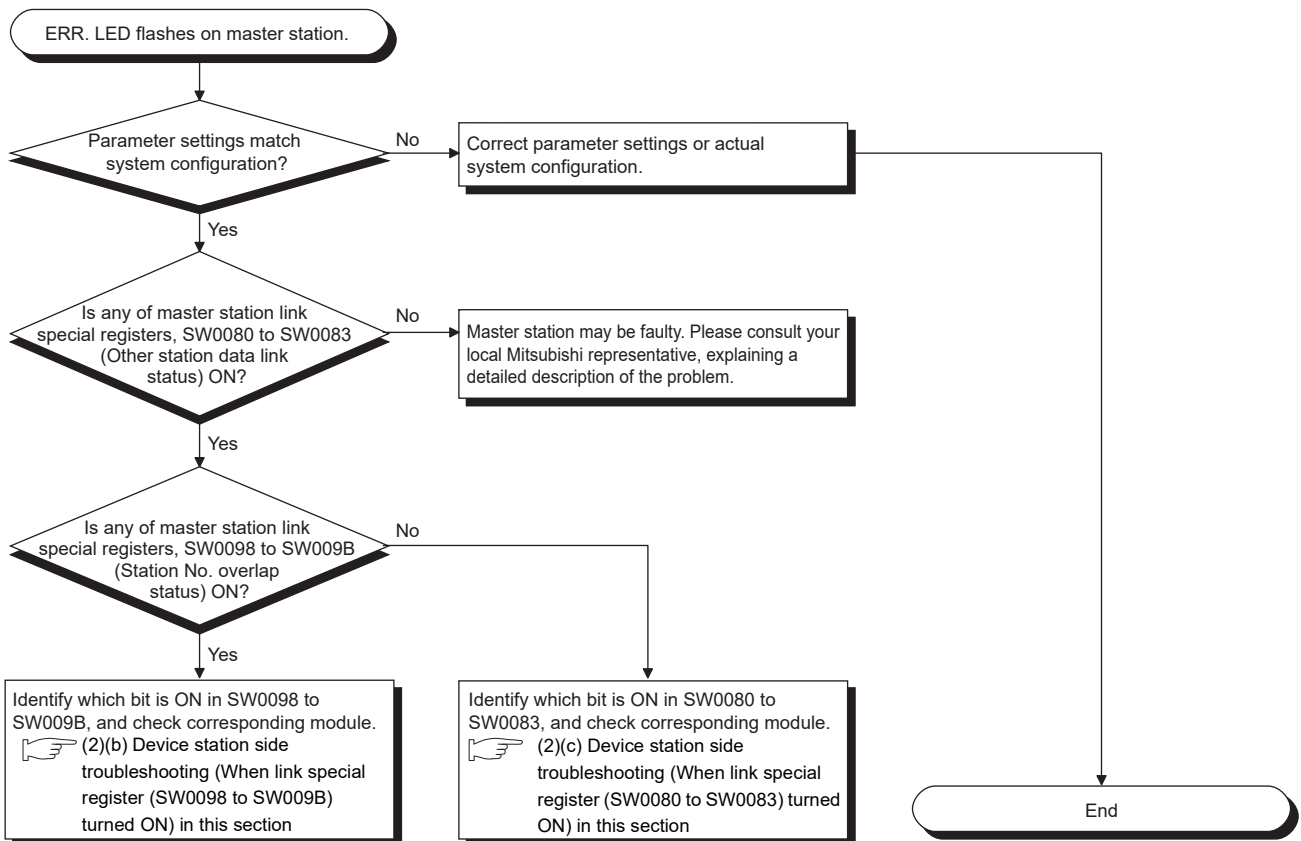 ERR. LED flashes on master station.
Parameter settings match
system configuration?
No
Correct parameter settings or actual
system configuration.
Yes
Is any of master station link
special registers, SW0080 to SW0083
(Other station data link
status) ON?
No
Master station may be faulty. Please consult your
local Mitsubishi representative, explaining a
detailed description of the problem.
Yes
Is any of master station link
special registers, SW0098 to SW009B
(Station No. overlap
status) ON?
No
Yes
Identify which bit is ON in SW0098 to
SW009B, and check corresponding module.
(2)(b) Device station side
troubleshooting (When link special
register (SW0098 to SW009B)
turned ON) in this section
Identify which bit is ON in SW0080 to
SW0083, and check corresponding module.
(2)(c) Device station side
troubleshooting (When link special
register (SW0080 to SW0083) turned
ON) in this section
End